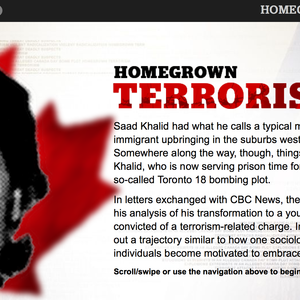 HOMEG
HOMEGROWN
TERRORIS
Saad Khalid had what he calls a typical m
immigrant upbringing in the suburbs west
Somewhere along the way, though, things
Khalid, who is now serving prison time fo
so-called Toronto 18 bombing plot.
In letters exchanged with CBC News, the
his analysis of his transformation to a you
convicted of a terrorism-related charge. I
out a trajectory similar to how one sociolo
individuals become motivated to embrace
Scroll/swipe or use the navigation above to begin